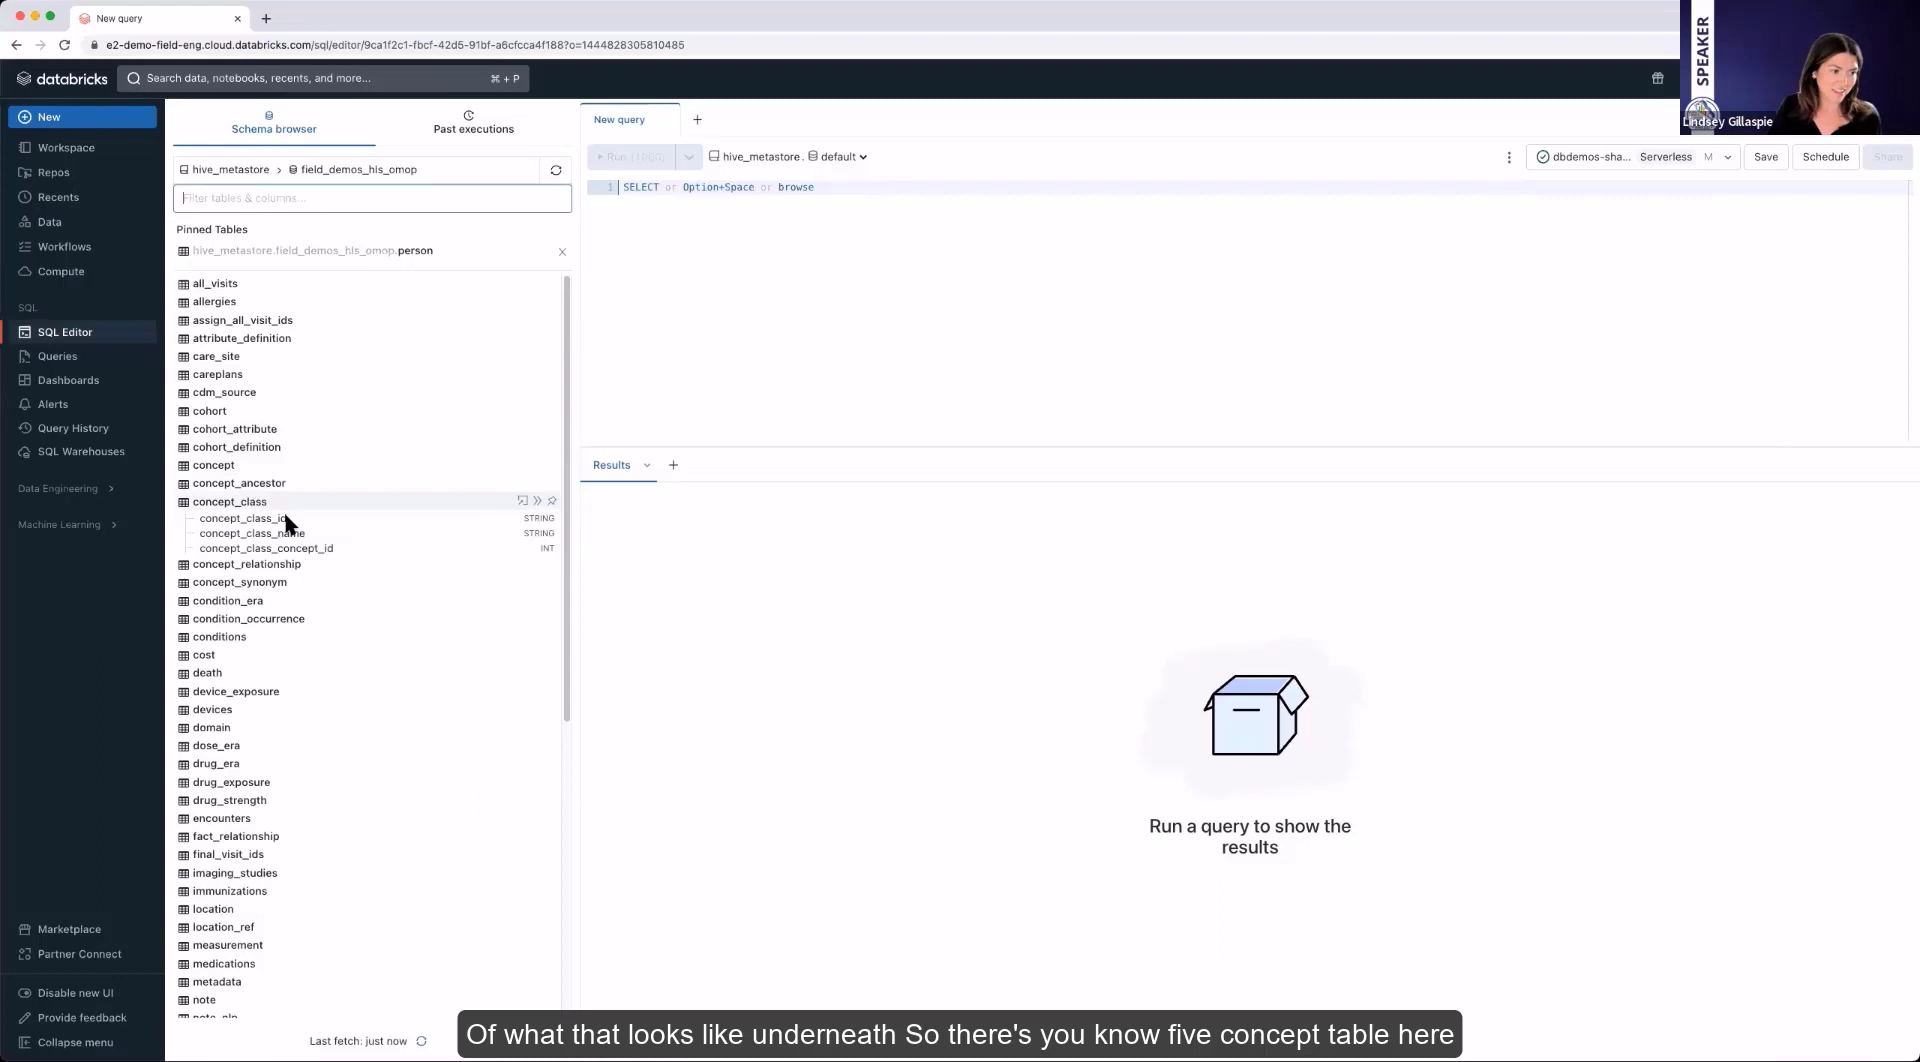 New query
e2-demo-field-eng.cloud.databricks.com/sql/editor/9ca1f2c1-fbcf-42d5-91bf-a6cfcca4f188?o=1444828305810485
databricks
Search data, notebooks, recents, and more...
⌘ + P
SPEAKER
Lindsey Gillaspie
New
Workspace
Repos
Recents
Data
Workflows
Compute
SQL
SQL Editor
Queries
Dashboards
Alerts
Query History
SQL Warehouses
Data Engineering
Machine Learning
Marketplace
Partner Connect
Disable new UI
Provide feedback
Collapse menu
Schema browser
Past executions
hive_metastore > field_demos_hls_omop
Filter tables & columns...
Pinned Tables
hive_metastore.field_demos_hls_omop.person
all_visits
allergies
assign_all_visit_ids
attribute_definition
care_site
careplans
cdm_source
cohort
cohort_attribute
cohort_definition
concept
concept_ancestor
concept_class
concept_class_id STRING
concept_class_name STRING
concept_class_concept_id INT
concept_relationship
concept_synonym
condition_era
condition_occurrence
conditions
cost
death
device_exposure
devices
domain
dose_era
drug_era
drug_exposure
drug_strength
encounters
fact_relationship
final_visit_ids
imaging_studies
immunizations
location
location_ref
measurement
medications
metadata
note
Last fetch: just now
New query
Run (1000)
hive_metastore. default
dbdemos-sha... Serverless M
Save
Schedule
Share
1 SELECT or Option+Space or browse
Results
Run a query to show the
results
Of what that looks like underneath So there's you know five concept table here